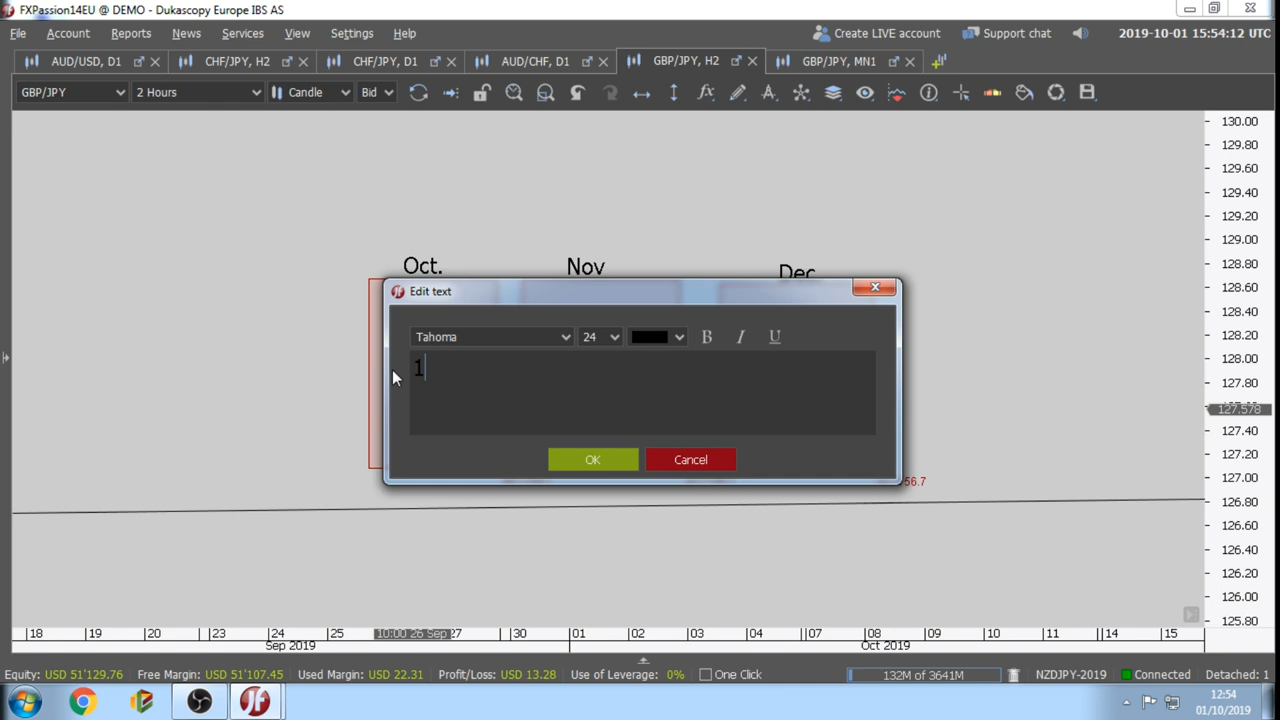 FXPassion14EU @ DEMO - Dukascopy Europe IBS AS
File Account Reports News Services View Settings Help Create LIVE account Support chat 2019-10-01 15:54:12 UTC
AUD/USD, D1 CHF/JPY, H2 CHF/JPY, D1 AUD/CHF, D1 GBP/JPY, H2 GBP/JPY, MN1
GBP/JPY 2 Hours Candle Bid
130.00
129.80
129.60
129.40
129.20
129.00
Oct. Nov Dec 128.80
Edit text 128.60
128.40
Tahoma 24 B I U 128.20
1 128.00
127.80
127.578
127.40
OK Cancel 127.20
56.7 127.00
126.80
126.60
126.40
126.20
126.00
125.80
18 19 20 23 24 25 10:00 26 Sep 27 30 01 02 03 04 07 08 09 10 11 14 15
Sep 2019 Oct 2019
Equity: USD 51'129.76 Free Margin: USD 51'107.45 Used Margin: USD 22.31 Profit/Loss: USD 13.28 Use of Leverage: 0% One Click 132M of 3641M NZDJPY-2019 Connected Detached: 1
12:54
01/10/2019